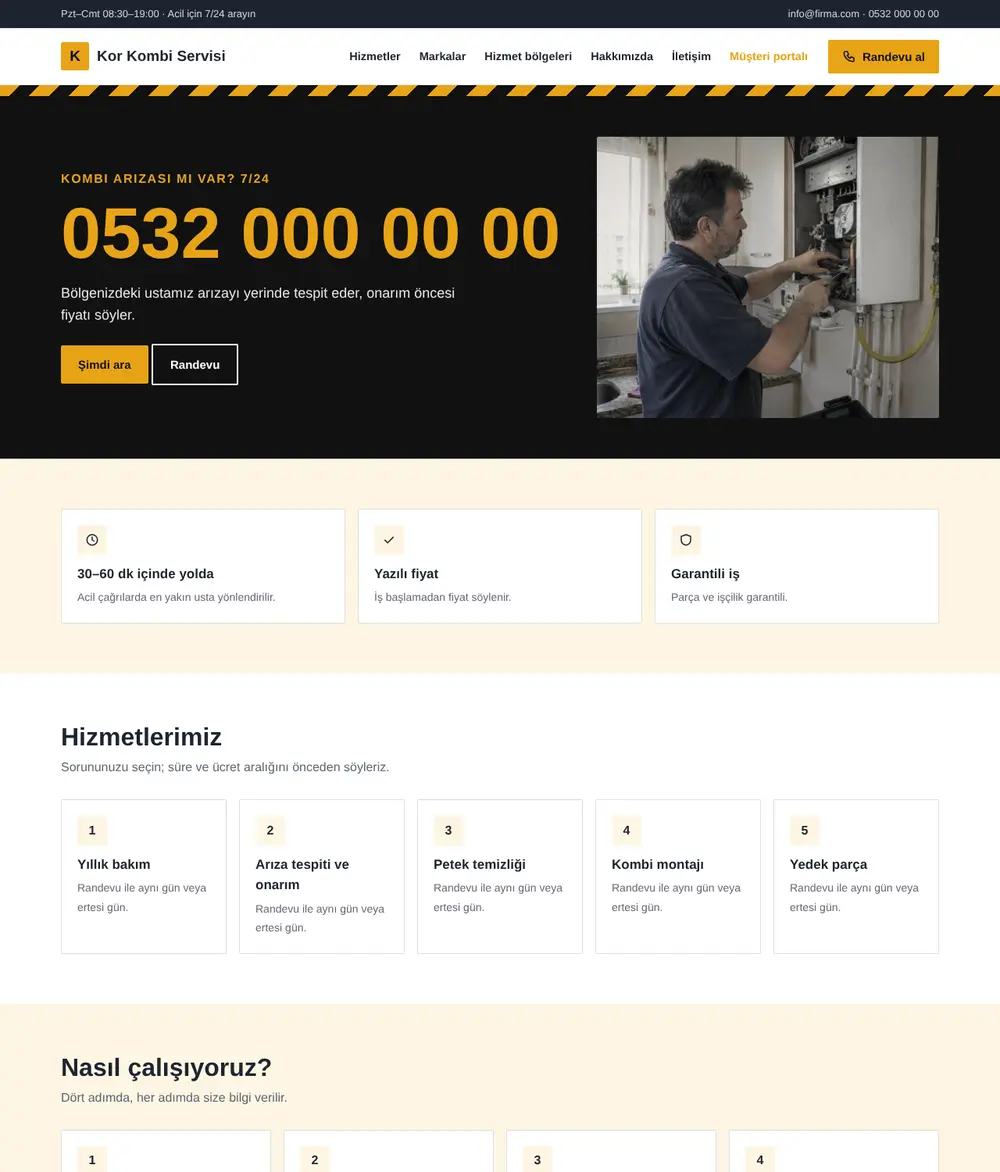 Pzt–Cmt 08:30–19:00 · Acil için 7/24 arayın
info@firma.com · 0532 000 00 00
K
Kor Kombi Servisi
Hizmetler
Markalar
Hizmet bölgeleri
Hakkımızda
İletişim
Müşteri portalı
Randevu al
KOMBI ARIZASI MI VAR? 7/24
0532 000 00 00
Bölgenizdeki ustamız arızayı yerinde tespit eder, onarım öncesi
fiyatı söyler.
Şimdi ara
Randevu
30–60 dk içinde yolda
Acil çağrılarda en yakın usta yönlendirilir.
Yazılı fiyat
İş başlamadan fiyat söylenir.
Garantili iş
Parça ve işçilik garantili.
Hizmetlerimiz
Sorununuzu seçin; süre ve ücret aralığını önceden söyleriz.
1
Yıllık bakım
Randevu ile aynı gün veya
ertesi gün.
2
Arıza tespiti ve
onarım
Randevu ile aynı gün veya
ertesi gün.
3
Petek temizliği
Randevu ile aynı gün veya
ertesi gün.
4
Kombi montajı
Randevu ile aynı gün veya
ertesi gün.
5
Yedek parça
Randevu ile aynı gün veya
ertesi gün.
Nasıl çalışıyoruz?
Dört adımda, her adımda size bilgi verilir.
1
2
3
4